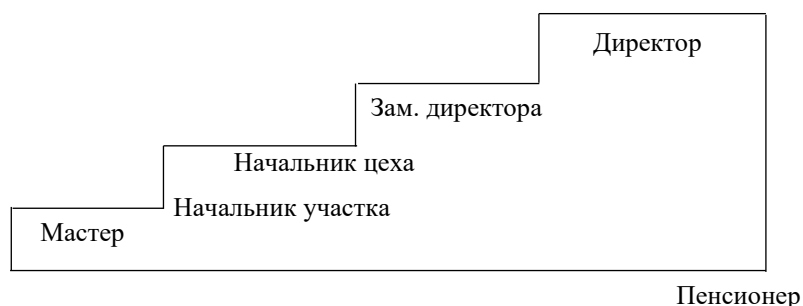 Директор
Зам. директора
Начальник цеха
Начальник участка
Мастер
Пенсионер